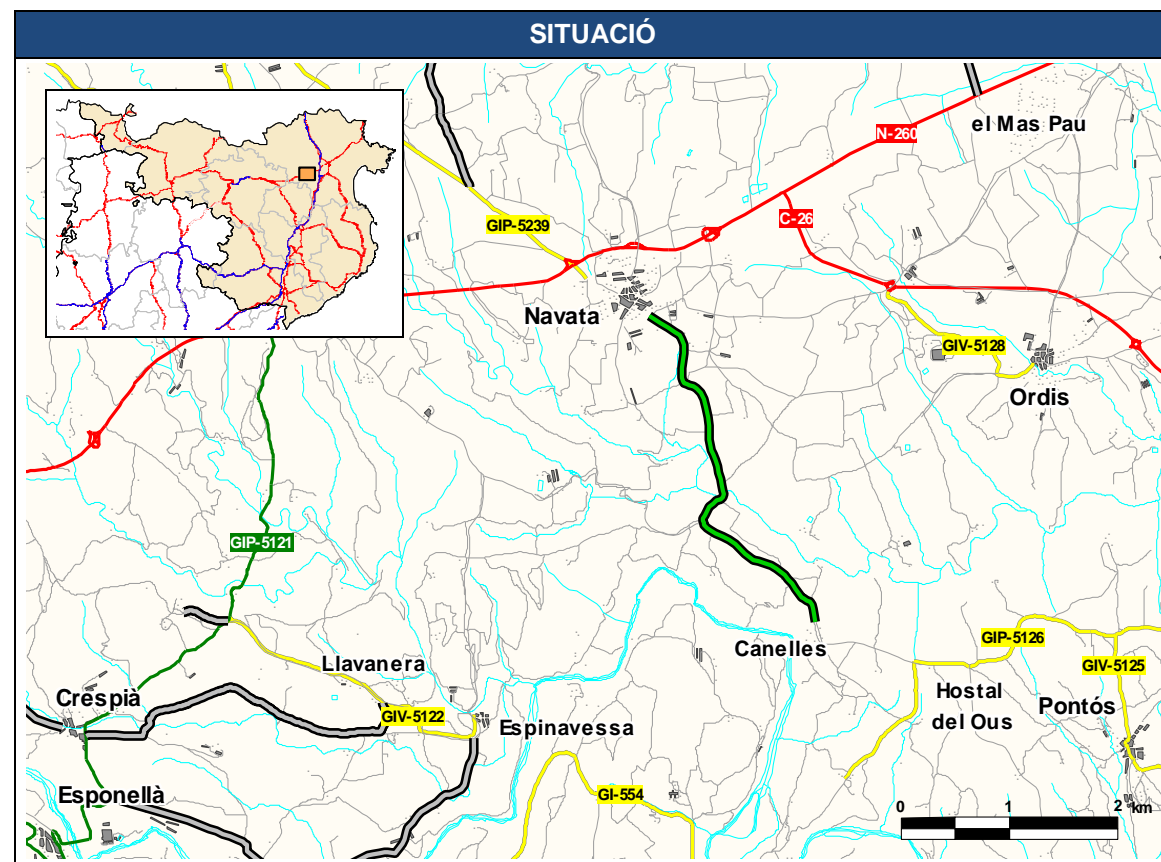 SITUACIÓ
el Mas Pau
N-260
C-26
GIP-5239
Navata
GIV-5128
Ordis
GIP-5121
GIP-5126
Canelles
GIV-5125
Llavanera
Hostal
del Ous
Pontós
Crespià
GIV-5122
Espinavessa
Esponellà
GI-554
0 1 2 km